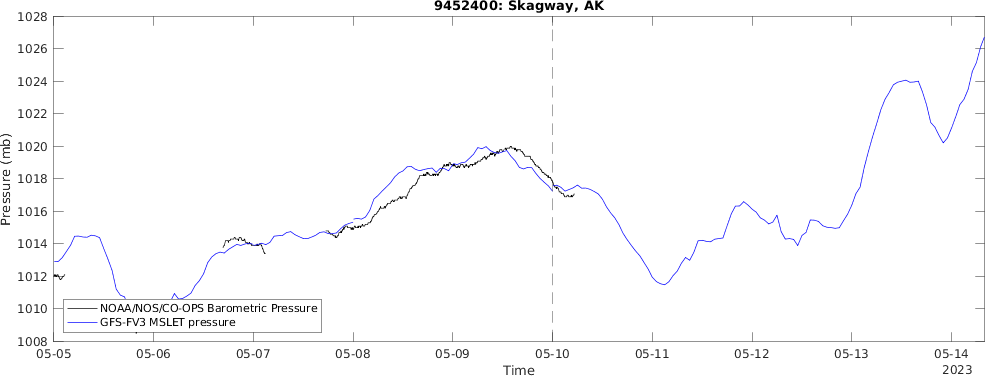 9452400: Skagway, AK
1028
1026
1024
1022
1020
1018
1016
1014
1012
1010
1008
Pressure (mb)
NOAA/NOS/CO-OPS Barometric Pressure
GFS-FV3 MSLET pressure
05-05 05-06 05-07 05-08 05-09 05-10 05-11 05-12 05-13 05-14
Time
2023